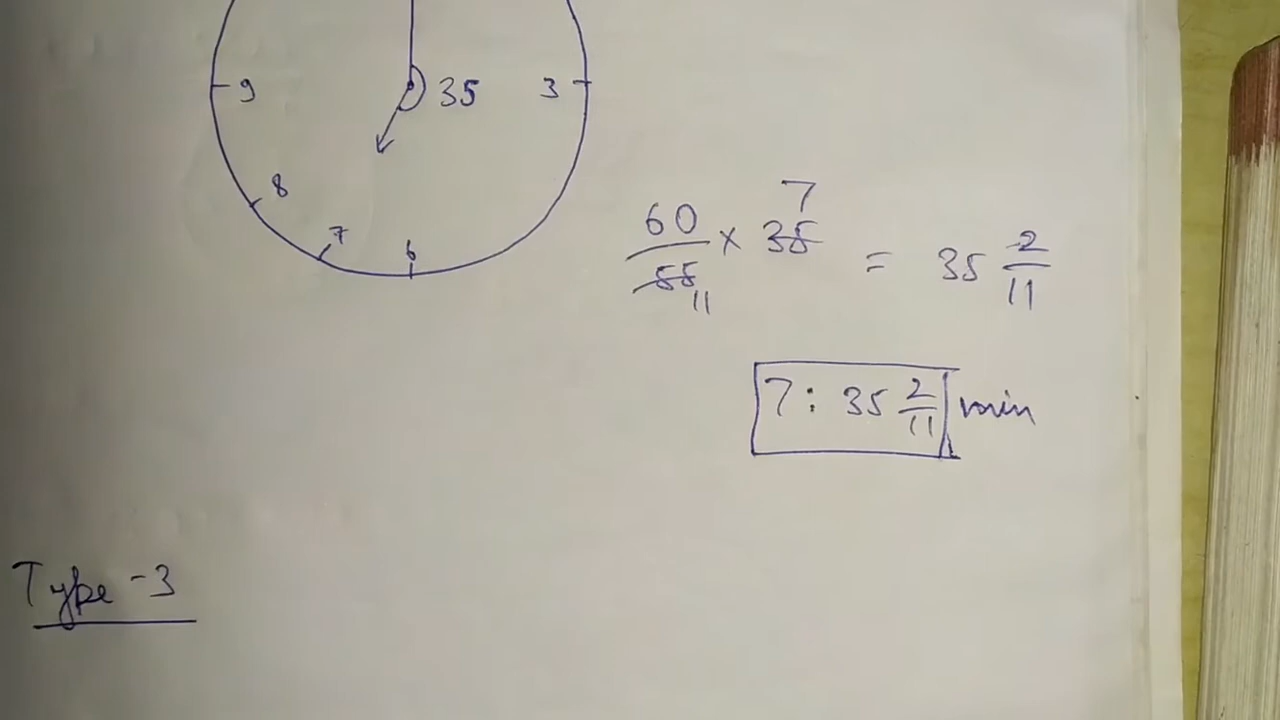 9 35 3
8
7
6
60/55 × 35 = 35 2/11
7
11
7 : 35 2/11 min
Type -3